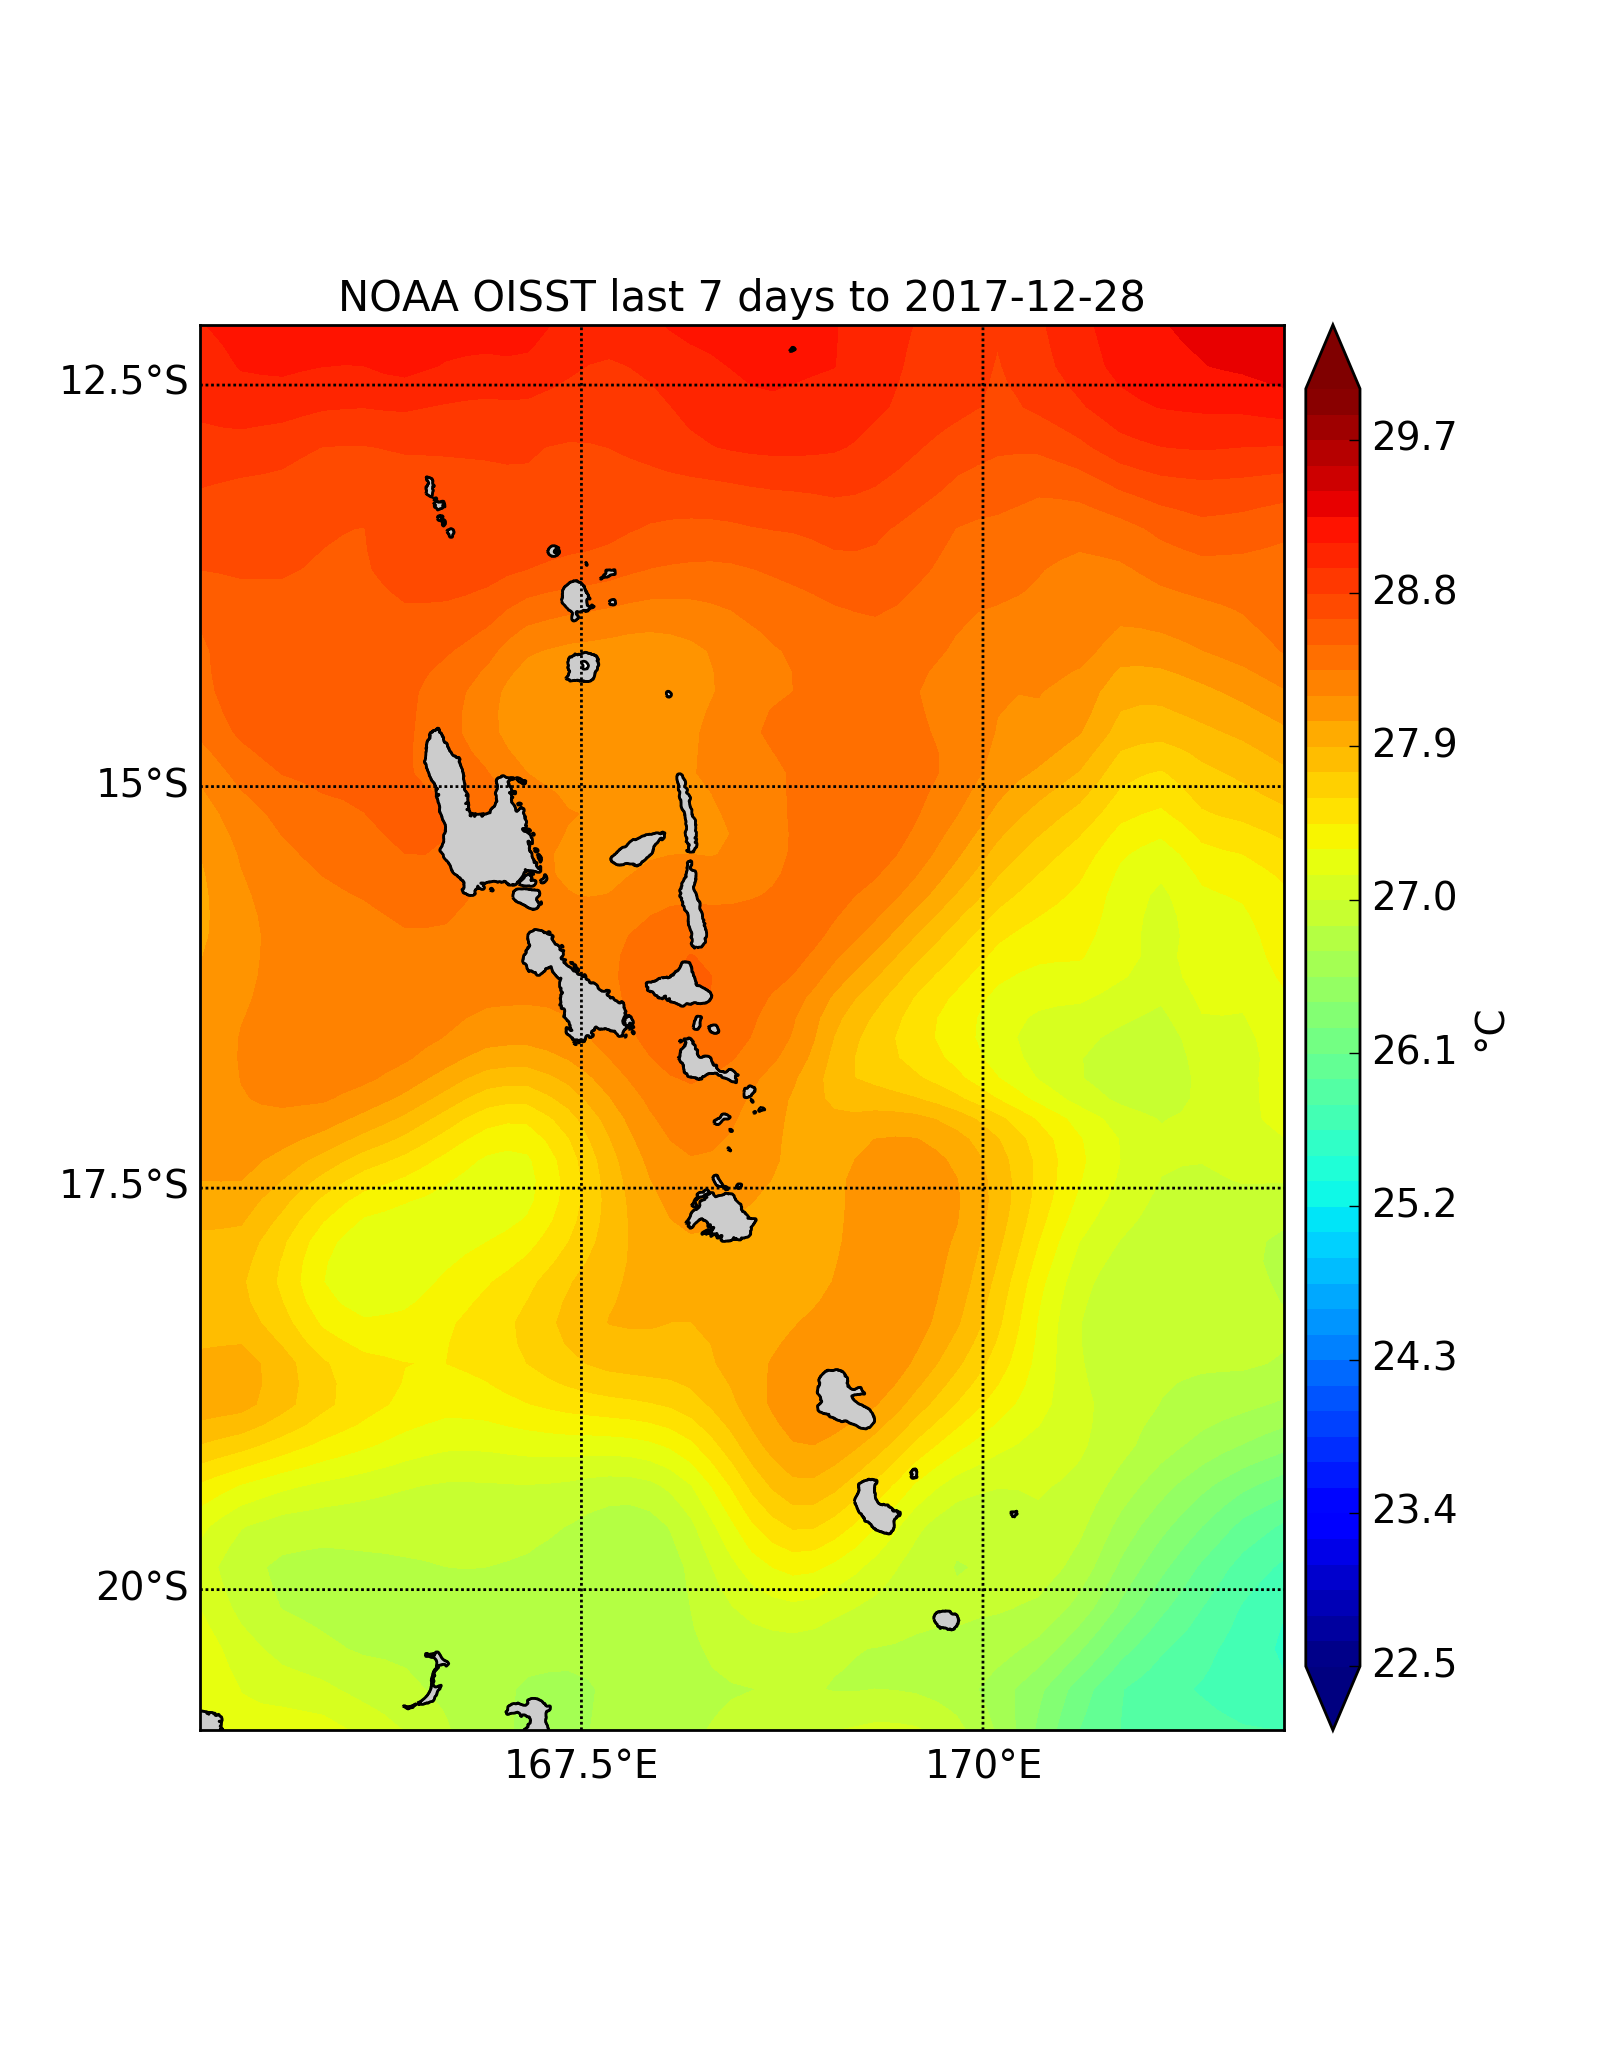 NOAA OISST last 7 days to 2017-12-28
12.5°S
15°S
17.5°S
20°S
167.5°E
170°E
29.7
28.8
27.9
27.0
26.1
25.2
24.3
23.4
22.5
°C